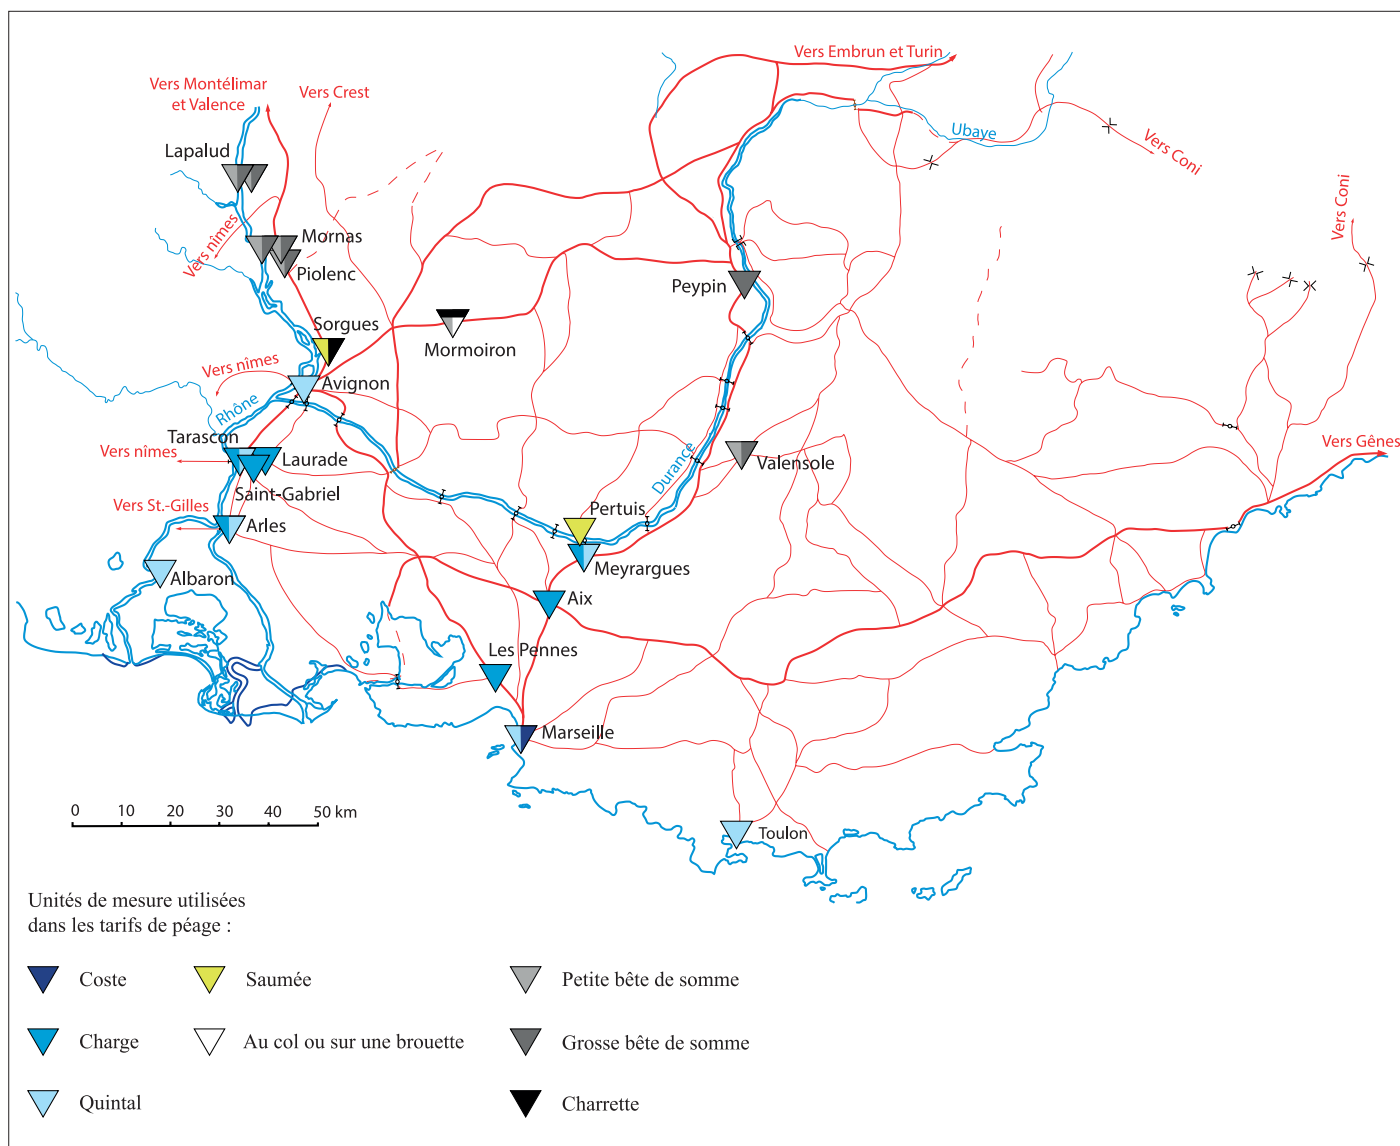 Vers Embrun et Turin
Vers Montélimar
et Valence
Vers Crest
Ubaye
Vers Coni
Lapalud
Vers Coni
Vers nîmes
Mornas
Piolenc
Peypin
Sorgues
Mormoiron
Vers nîmes
Avignon
Rhône
Tarascon
Vers nîmes
Laurade
Durance
Valensole
Vers Gênes
Saint-Gabriel
Vers St.-Gilles
Arles
Pertuis
Albaron
Meyrargues
Aix
Les Pennes
Marseille
0 10 20 30 40 50 km
Toulon
Unités de mesure utilisées
dans les tarifs de péage :
Coste
Saumée
Petite bête de somme
Charge
Au col ou sur une brouette
Grosse bête de somme
Quintal
Charrette